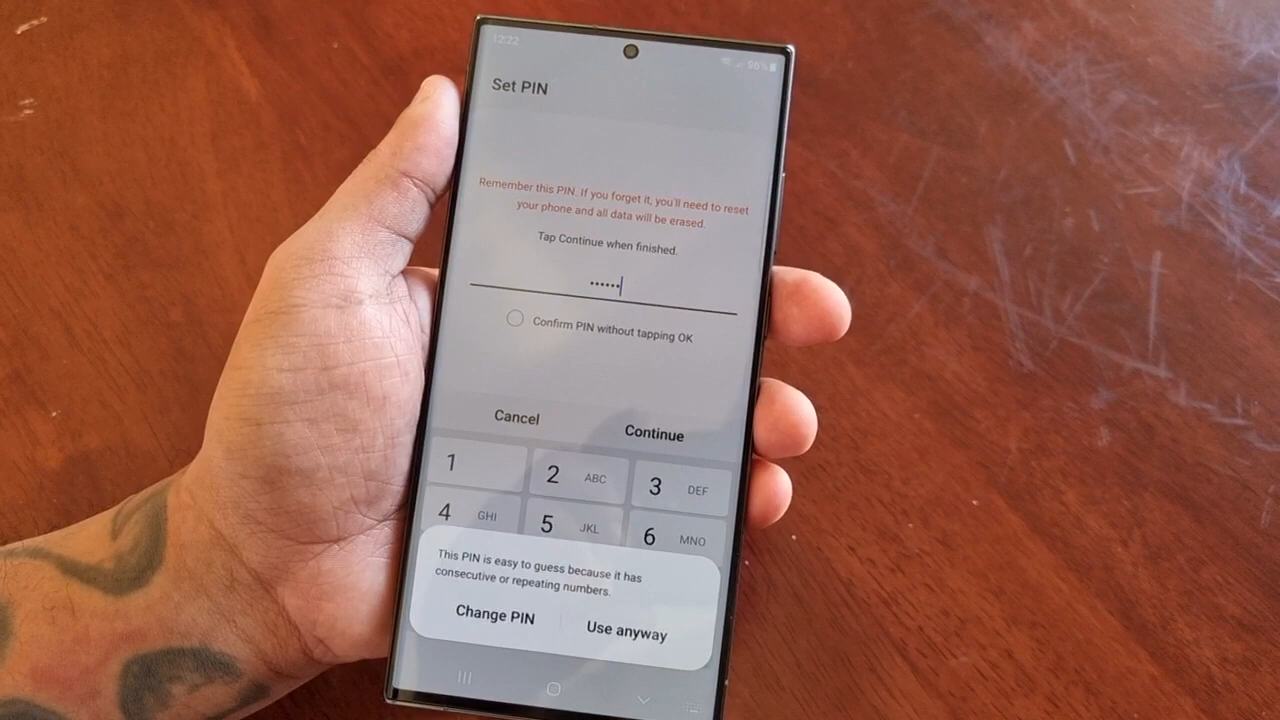 12:22
96%
Set PIN
Remember this PIN. If you forget it, you'll need to reset
your phone and all data will be erased.
Tap Continue when finished.
Confirm PIN without tapping OK
Cancel Continue
1 2 ABC 3 DEF
4 GHI 5 JKL 6 MNO
This PIN is easy to guess because it has
consecutive or repeating numbers.
Change PIN Use anyway